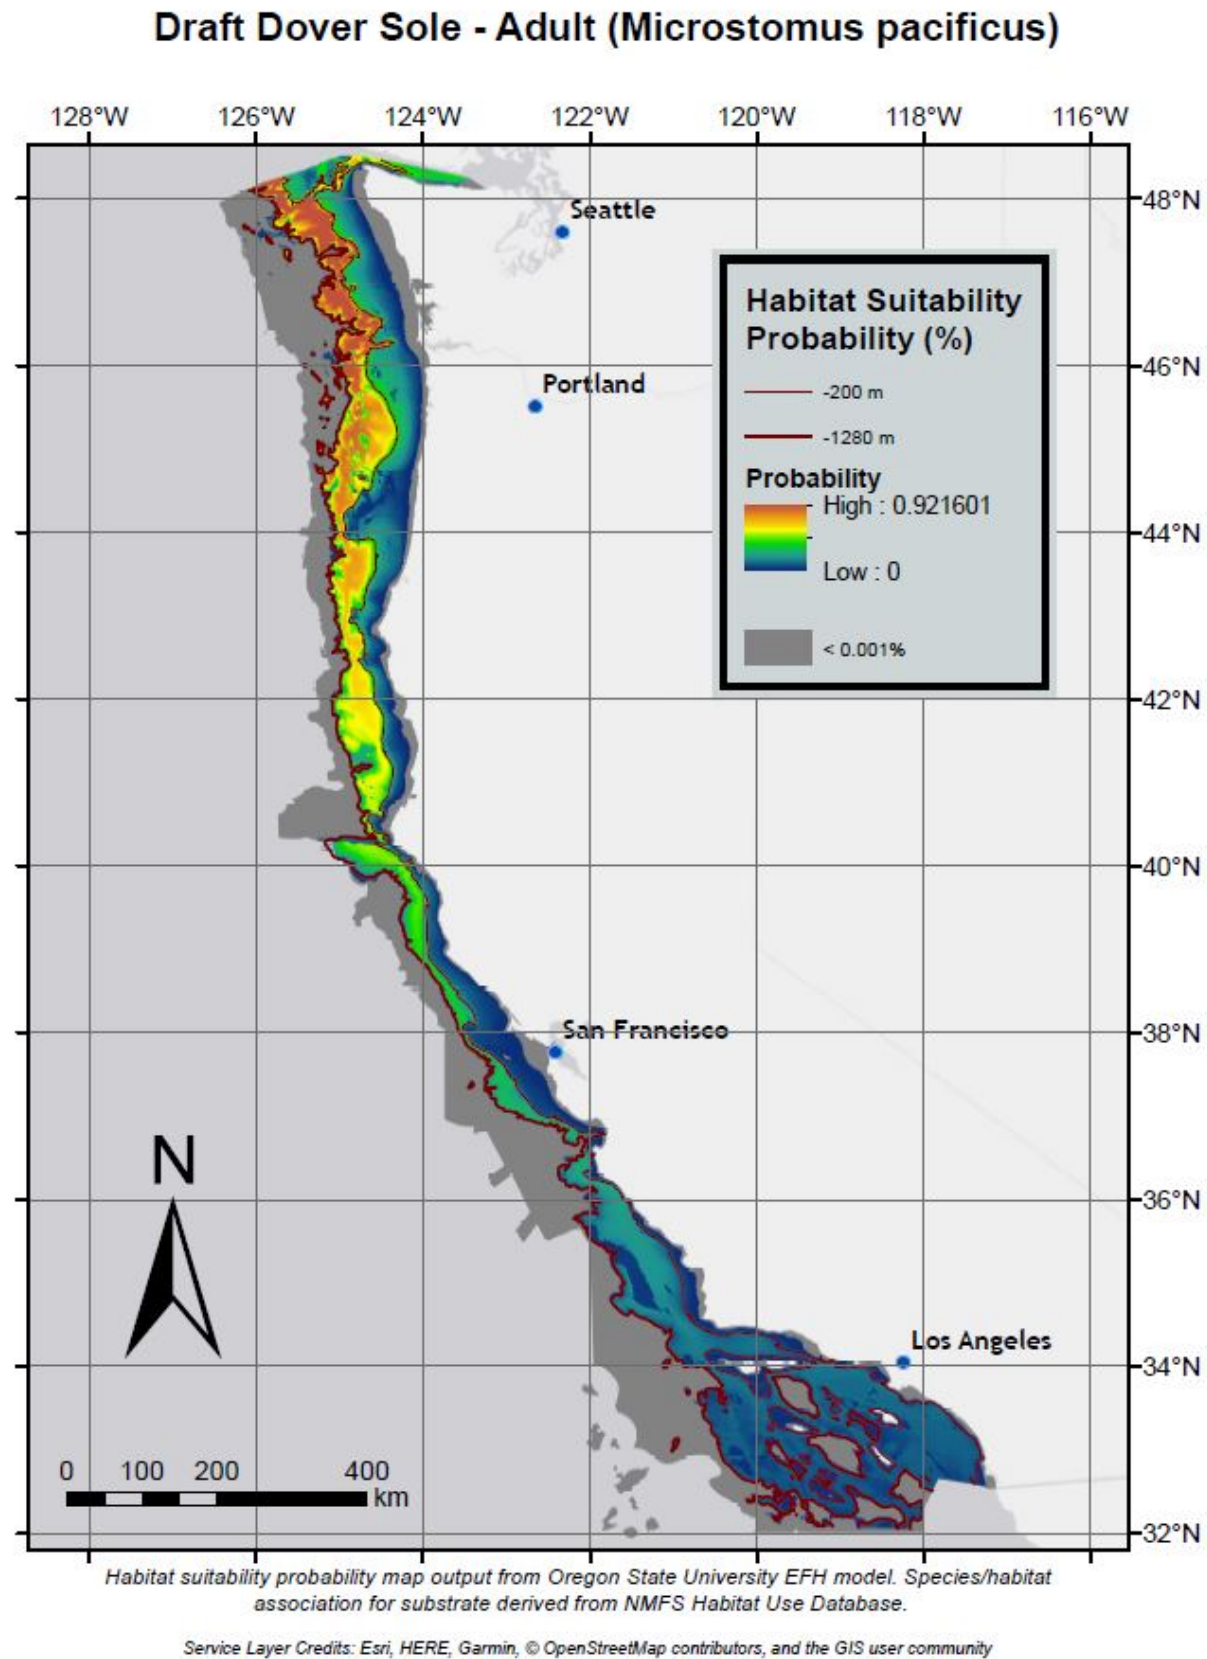 Draft Dover Sole - Adult (Microstomus pacificus)
128°W 126°W 124°W 122°W 120°W 118°W 116°W
48°N
Seattle
Habitat Suitability
Probability (%)
46°N
-200 m
Portland
-1280 m
Probability
High : 0.921601
44°N
Low : 0
< 0.001%
42°N
40°N
San Francisco
38°N
N
36°N
Los Angeles
34°N
0 100 200 400
km
32°N
Habitat suitability probability map output from Oregon State University EFH model. Species/habitat
association for substrate derived from NMFS Habitat Use Database.
Service Layer Credits: Esri, HERE, Garmin, © OpenStreetMap contributors, and the GIS user community